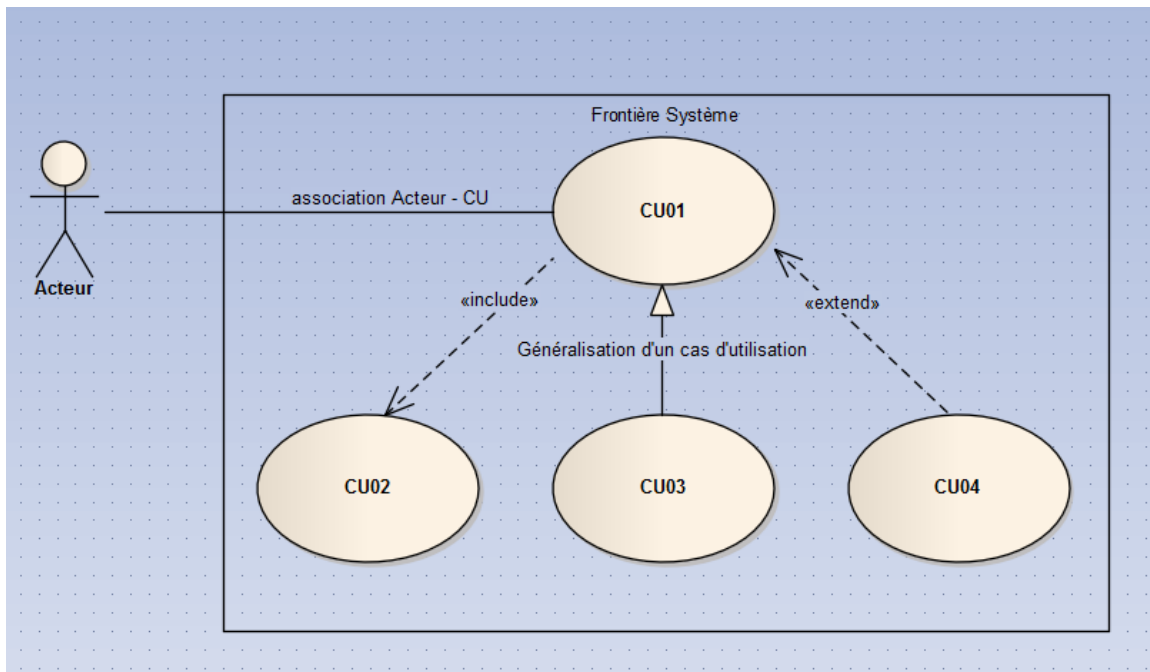 Frontière Système
association Acteur - CU
CU01
Acteur
«include»
«extend»
Généralisation d'un cas d'utilisation
CU02
CU03
CU04